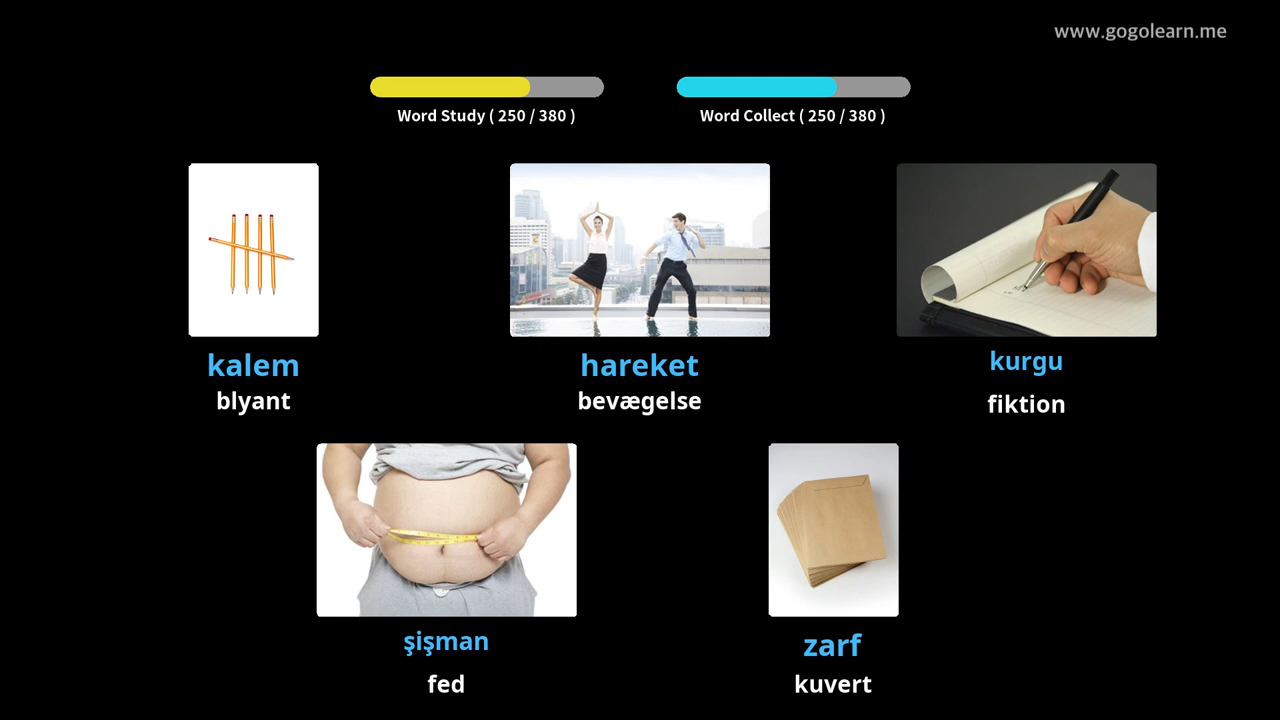 www.gogolearn.me
Word Study ( 250 / 380 )
Word Collect ( 250 / 380 )
kalem
blyant
hareket
bevægelse
kurgu
fiktion
şişman
fed
zarf
kuvert